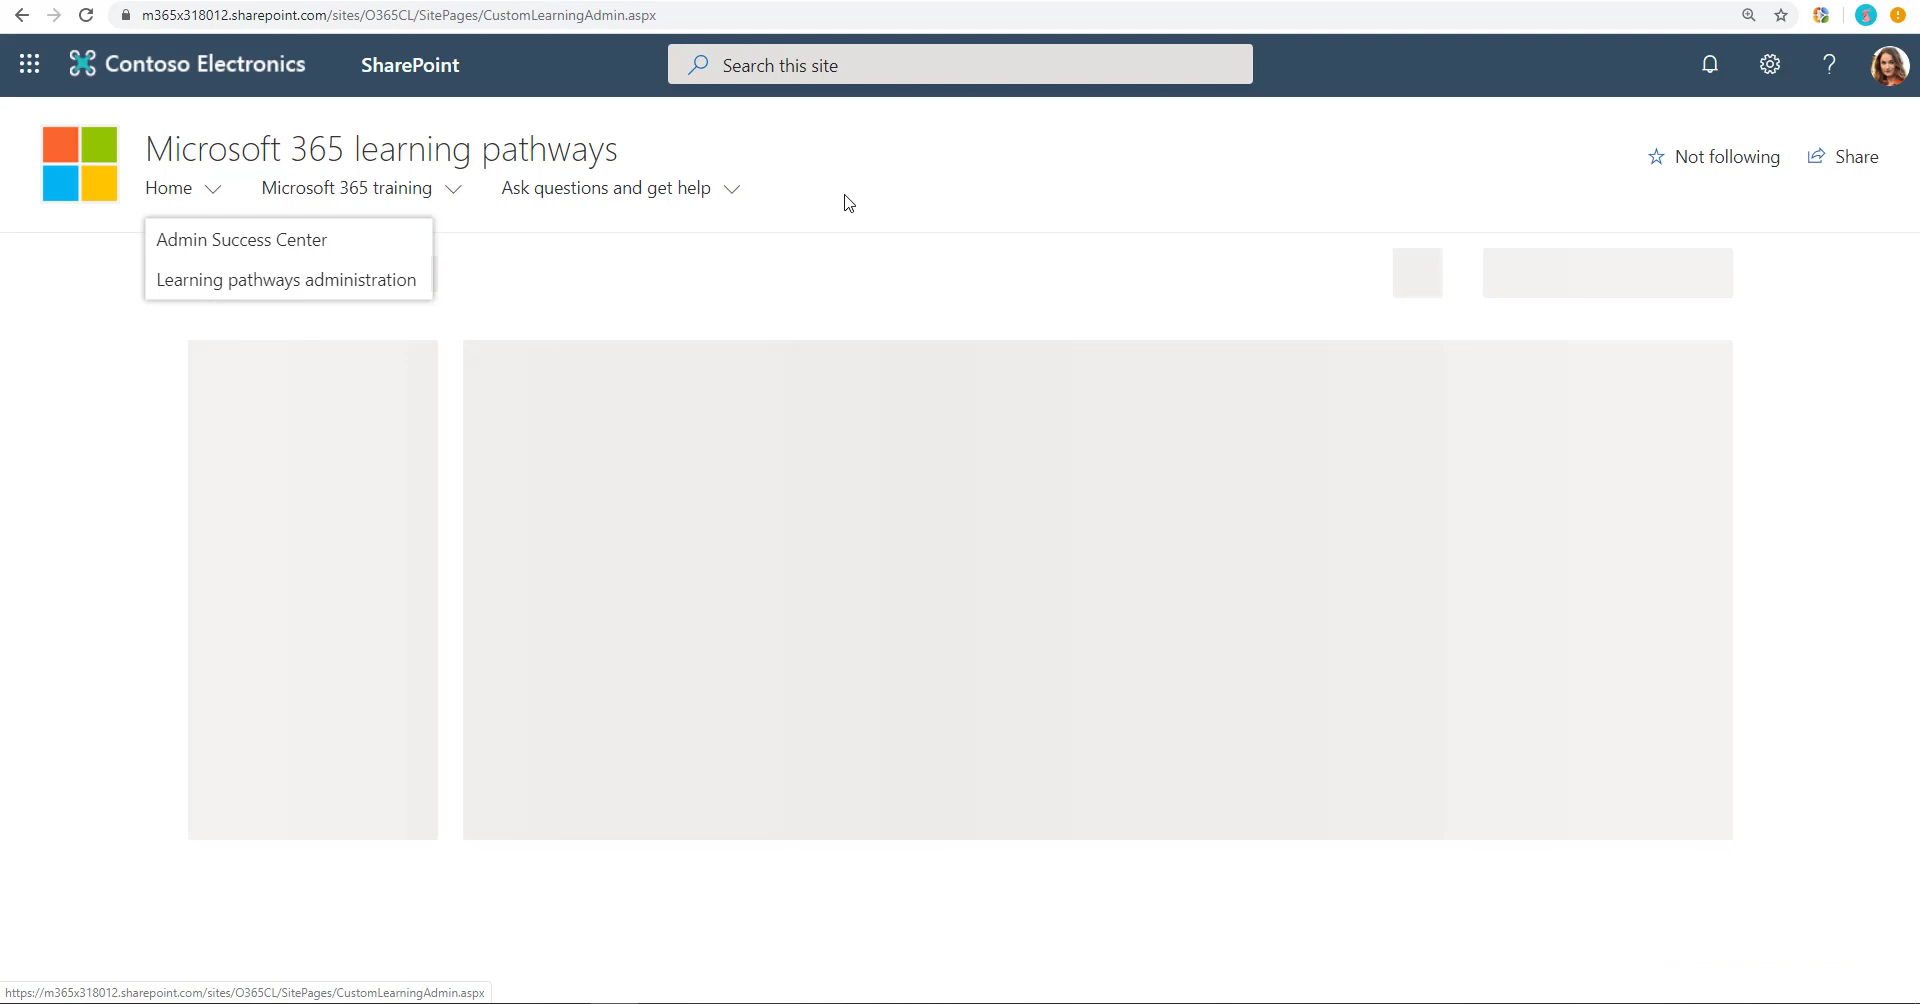 m365x318012.sharepoint.com/sites/O365CL/SitePages/CustomLearningAdmin.aspx
Contoso Electronics SharePoint Search this site
Microsoft 365 learning pathways
Not following Share
Home Microsoft 365 training Ask questions and get help
Admin Success Center
Learning pathways administration
https://m365x318012.sharepoint.com/sites/O365CL/SitePages/CustomLearningAdmin.aspx